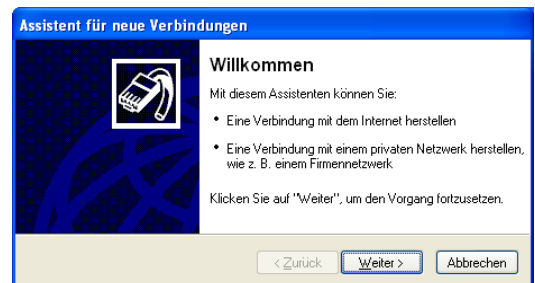 Assistent für neue Verbindungen
Willkommen
Mit diesem Assistenten können Sie:
• Eine Verbindung mit dem Internet herstellen
• Eine Verbindung mit einem privaten Netzwerk herstellen,
wie z. B. einem Firmennetzwerk
Klicken Sie auf "Weiter", um den Vorgang fortzusetzen.
< Zurück Weiter > Abbrechen